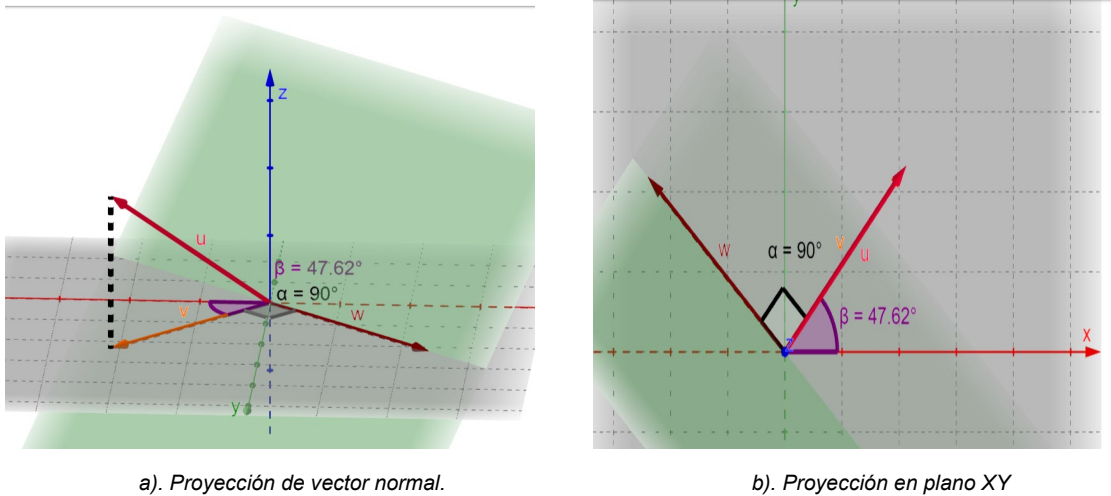 z
u
β = 47.62°
α = 90°
v
w
y
y
w
α = 90°
v
u
β = 47.62°
z
X
a). Proyección de vector normal.
b). Proyección en plano XY